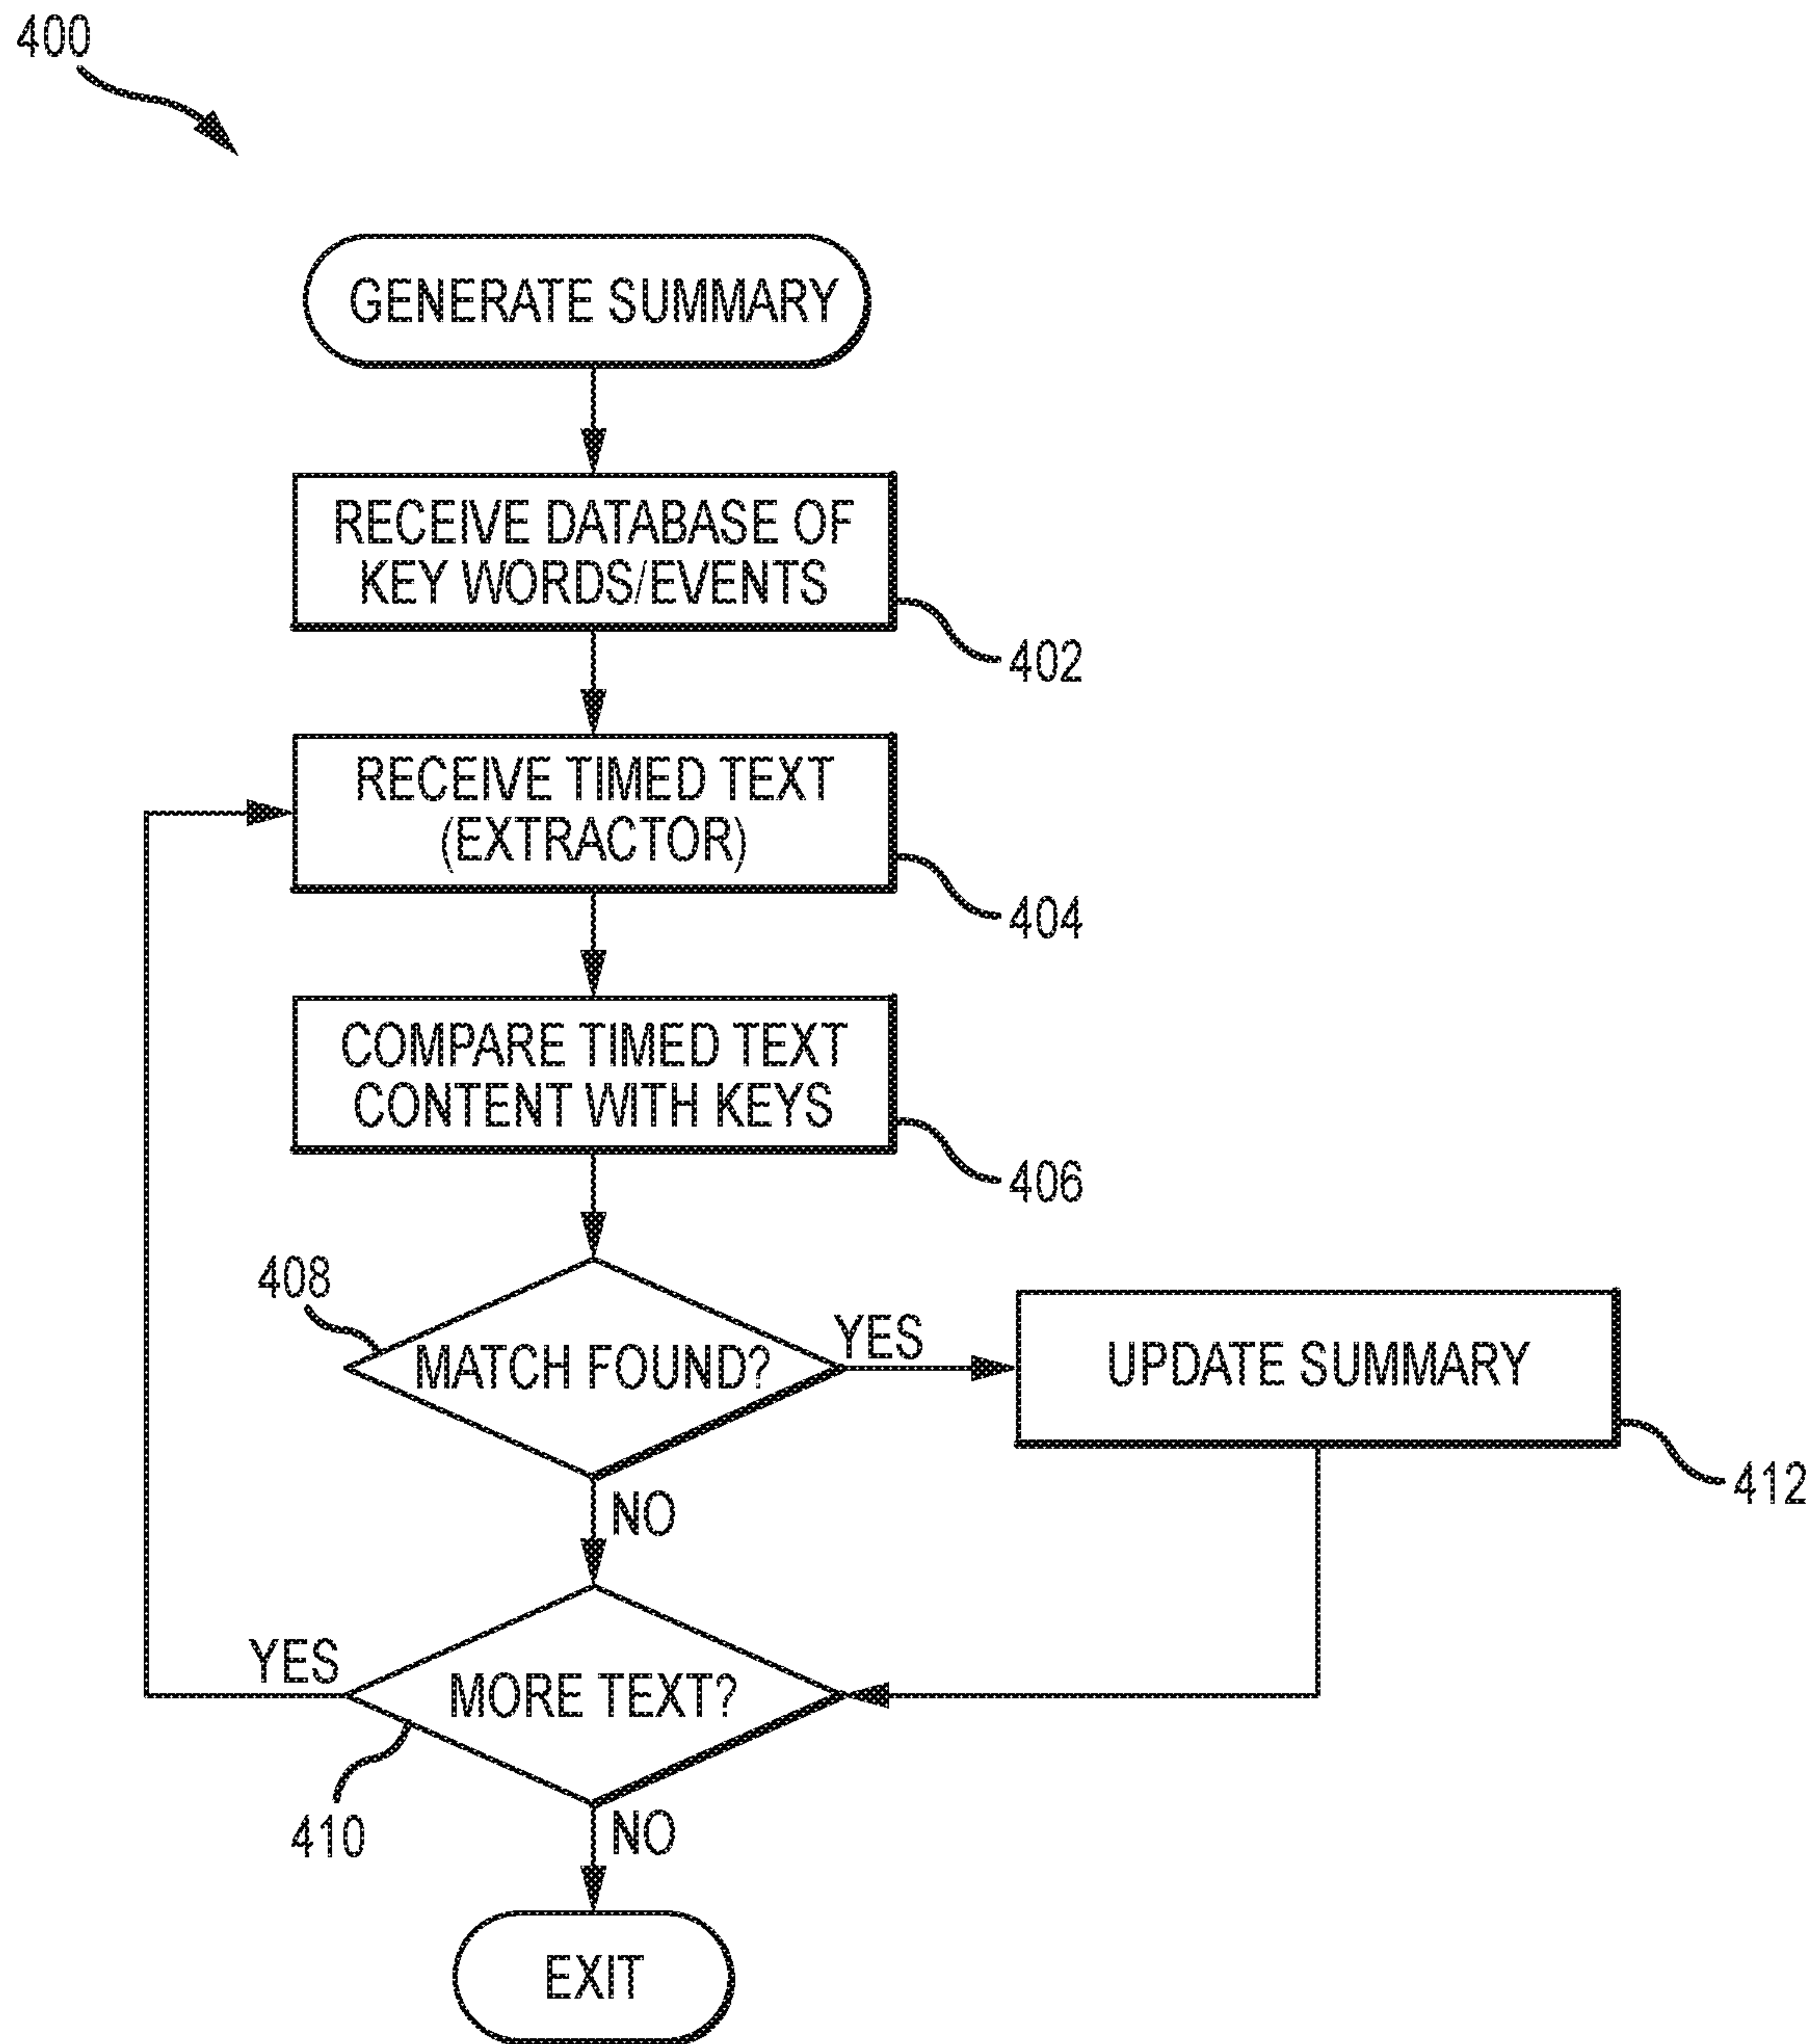 400
GENERATE SUMMARY
RECEIVE DATABASE OF
KEY WORDS/EVENTS
402
RECEIVE TIMED TEXT
(EXTRACTOR)
404
COMPARE TIMED TEXT
CONTENT WITH KEYS
406
408
MATCH FOUND?
YES
UPDATE SUMMARY
412
NO
YES
MORE TEXT?
410
NO
EXIT